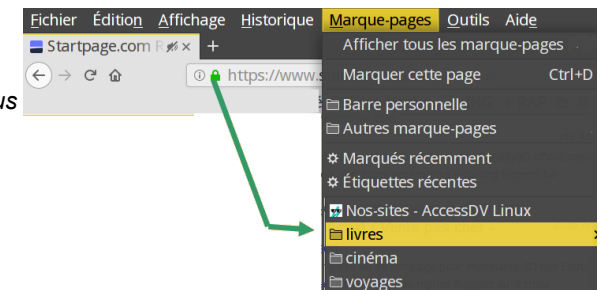 Fichier Édition Affichage Historique Marque-pages Outils Aide
Startpage.com
https://www.s
us
Afficher tous les marque-pages
Marquer cette page Ctrl+D
Barre personnelle
Autres marque-pages
Marqués récemment
Étiquettes récentes
Nos-sites - AccessDV Linux
livres
cinéma
voyages